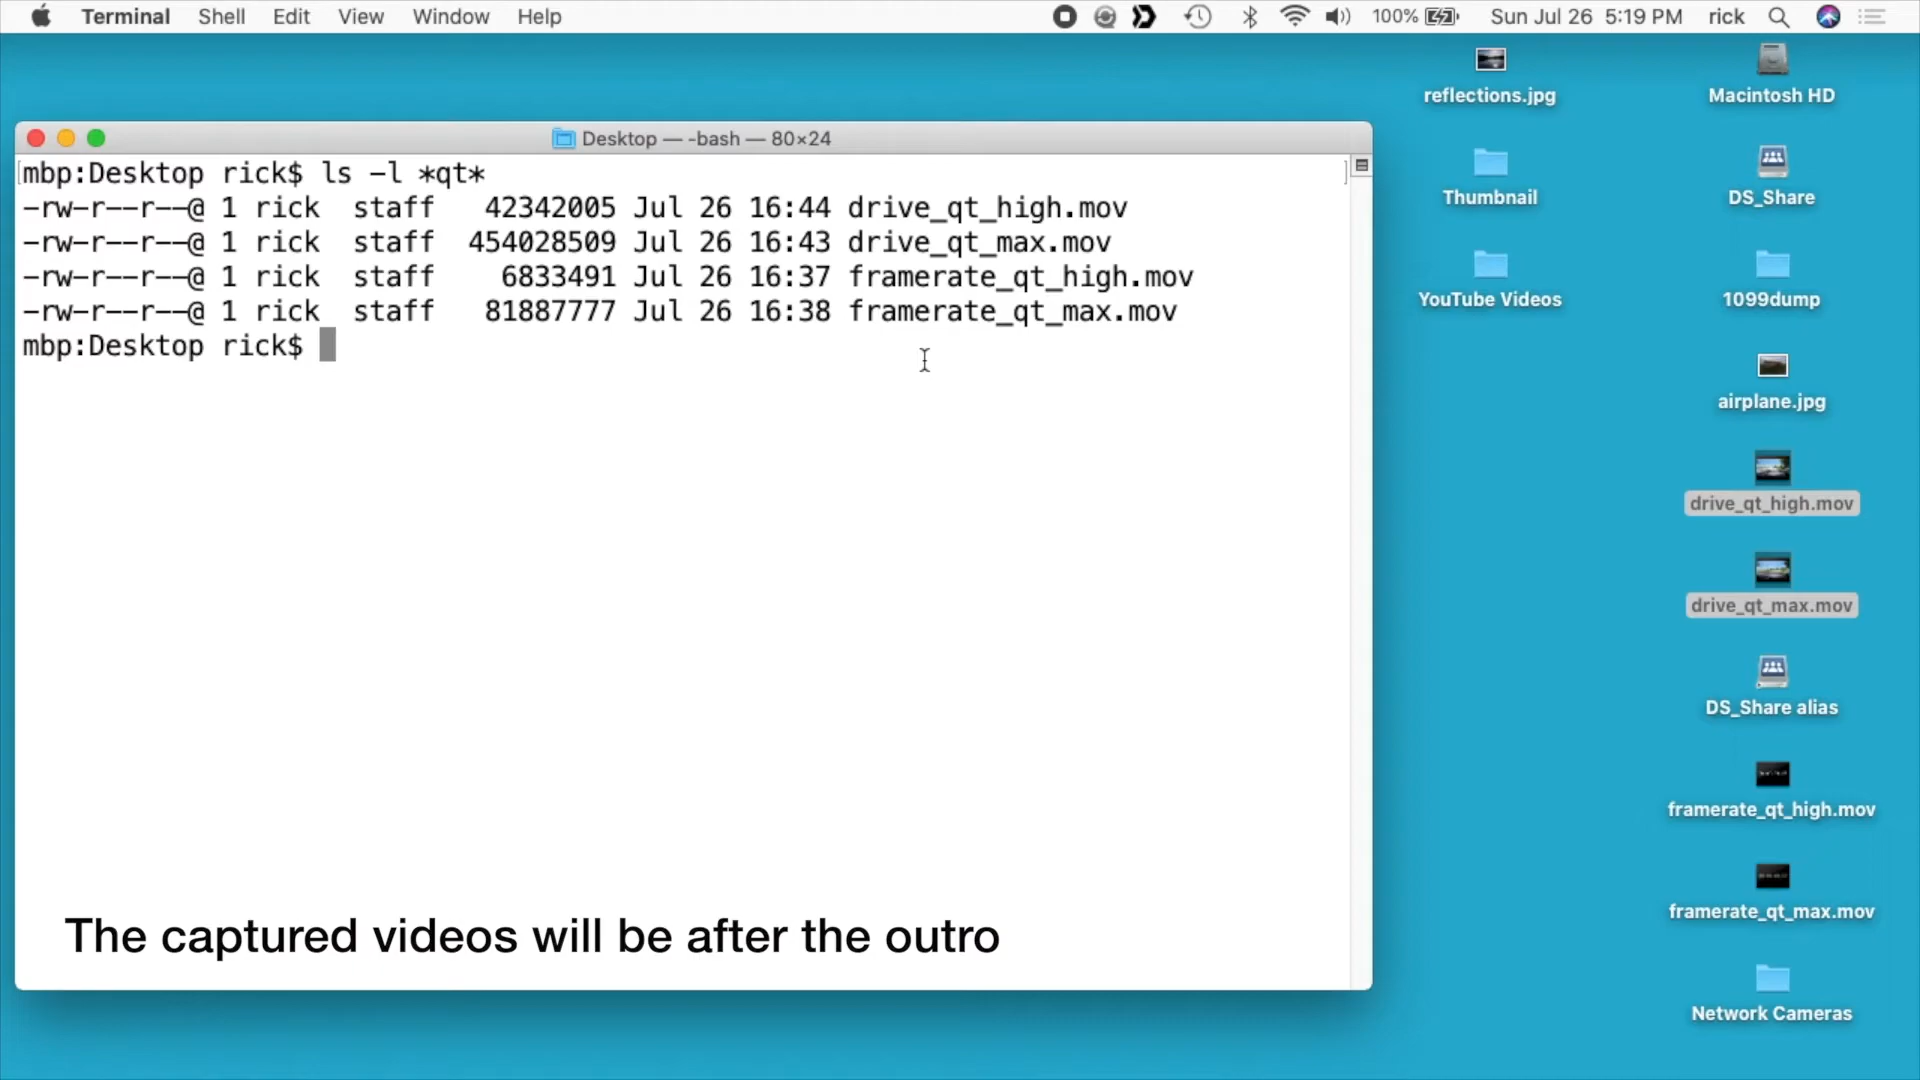 Terminal Shell Edit View Window Help 100% Sun Jul 26 5:19 PM rick
Desktop — -bash — 80×24
mbp:Desktop rick$ ls -l *qt*
-rw-r--r--@ 1 rick staff 42342005 Jul 26 16:44 drive_qt_high.mov
-rw-r--r--@ 1 rick staff 454028509 Jul 26 16:43 drive_qt_max.mov
-rw-r--r--@ 1 rick staff 6833491 Jul 26 16:37 framerate_qt_high.mov
-rw-r--r--@ 1 rick staff 81887777 Jul 26 16:38 framerate_qt_max.mov
mbp:Desktop rick$
The captured videos will be after the outro
reflections.jpg
Thumbnail
YouTube Videos
Macintosh HD
DS_Share
1099dump
airplane.jpg
drive_qt_high.mov
drive_qt_max.mov
DS_Share alias
framerate_qt_high.mov
framerate_qt_max.mov
Network Cameras